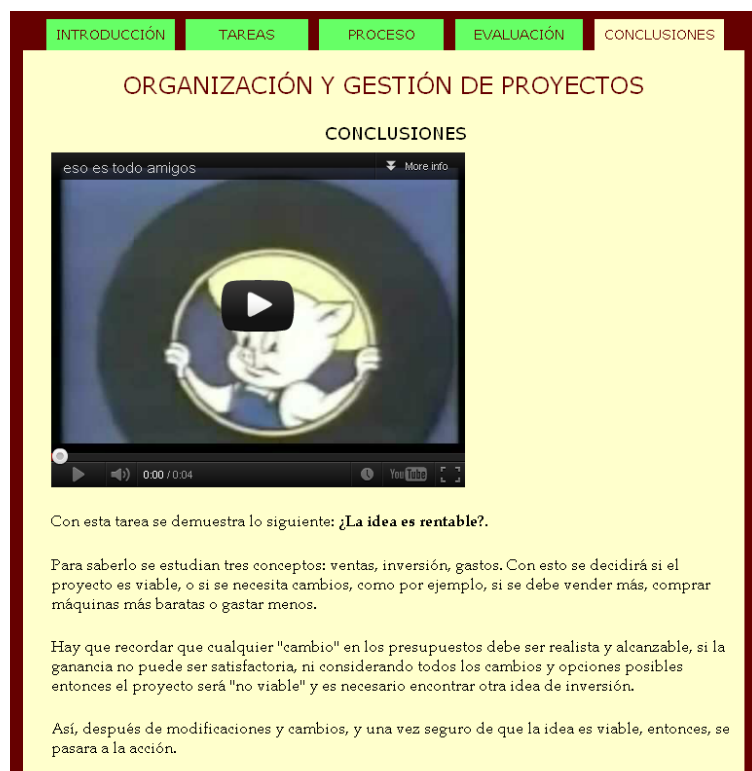 INTRODUCCIÓN TAREAS PROCESO EVALUACIÓN CONCLUSIONES
ORGANIZACIÓN Y GESTIÓN DE PROYECTOS
CONCLUSIONES
eso es todo amigos More info
0:00 / 0:04 YouTube
Con esta tarea se demuestra lo siguiente: ¿La idea es rentable?.
Para saberlo se estudian tres conceptos: ventas, inversión, gastos. Con esto se decidirá si el
proyecto es viable, o si se necesita cambios, como por ejemplo, si se debe vender más, comprar
máquinas más baratas o gastar menos.
Hay que recordar que cualquier "cambio" en los presupuestos debe ser realista y alcanzable, si la
ganancia no puede ser satisfactoria, ni considerando todos los cambios y opciones posibles
entonces el proyecto será "no viable" y es necesario encontrar otra idea de inversión.
Así, después de modificaciones y cambios, y una vez seguro de que la idea es viable, entonces, se
pasara a la acción.